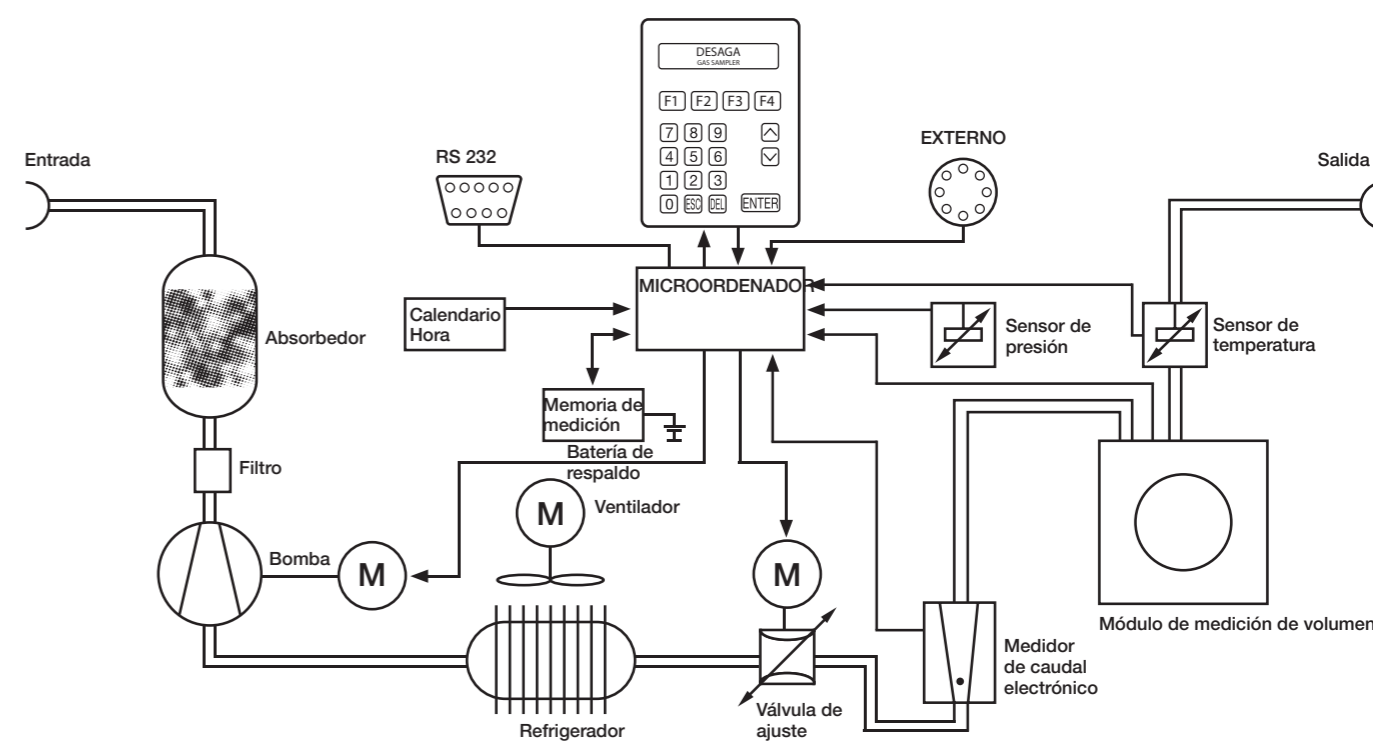 DESAGA
GAS SAMPLER
F1 F2 F3 F4
7 8 9
4 5 6
1 2 3
0 ESC DEL ENTER
Entrada
RS 232
EXTERNO
Salida
MICROORDENADOR
Calendario
Hora
Absorbedor
Sensor de
presión
Sensor de
temperatura
Memoria de
medición
Batería de
respaldo
Filtro
Ventilador
Bomba
M
M
M
Módulo de medición de volumen
Medidor
de caudal
electrónico
Válvula de
ajuste
Refrigerador